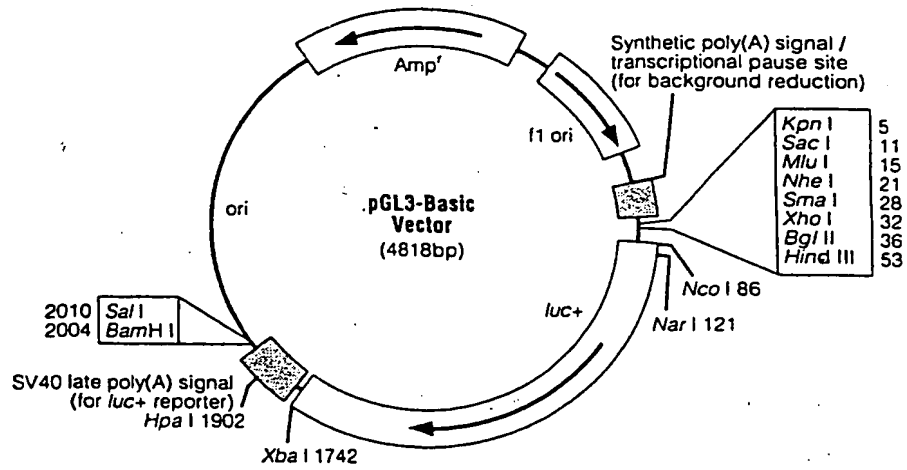 Amp^r
Synthetic poly(A) signal /
transcriptional pause site
(for background reduction)
f1 ori
Kpn I 5
Sac I 11
Mlu I 15
Nhe I 21
Sma I 28
Xho I 32
Bgl II 36
Hind III 53
ori
pGL3-Basic
Vector
(4818bp)
Nco I 86
Nar I 121
luc+
2010 Sal I
2004 BamH I
SV40 late poly(A) signal
(for luc+ reporter)
Hpa I 1902
Xba I 1742